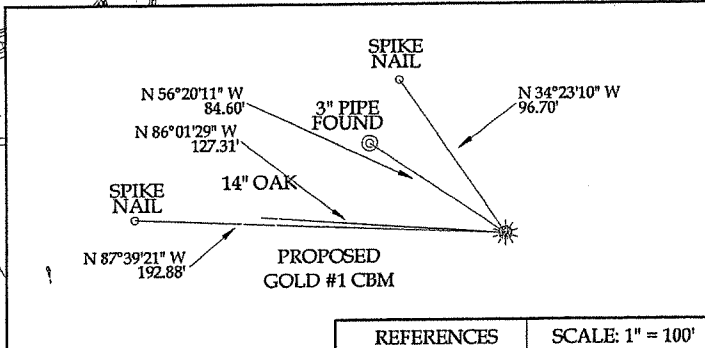 SPIKE
NAIL
N 34°23'10" W
96.70'
N 56°20'11" W
84.60'
3" PIPE
FOUND
N 86°01'29" W
127.31'
14" OAK
SPIKE
NAIL
N 87°39'21" W
192.88'
PROPOSED
GOLD #1 CBM
REFERENCES
SCALE: 1" = 100'